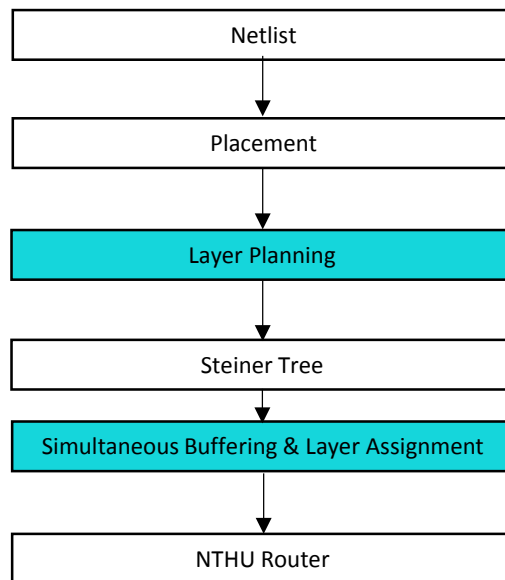 Netlist
Placement
Layer Planning
Steiner Tree
Simultaneous Buffering & Layer Assignment
NTHU Router